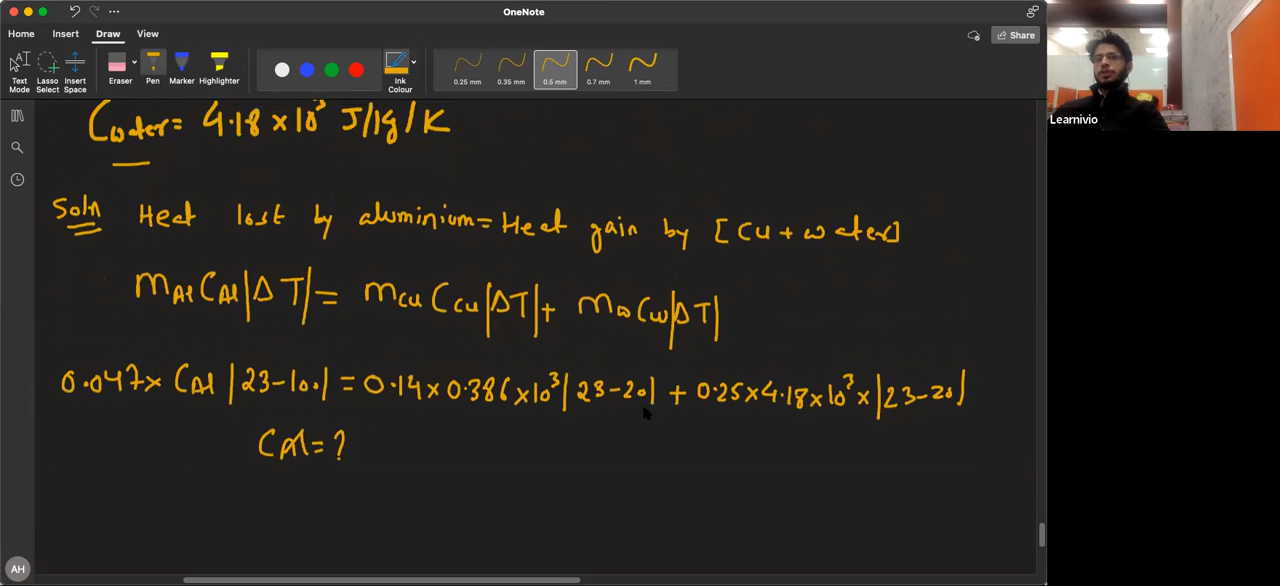 OneNote
Home Insert Draw View
Share
Text Mode Lasso Select Insert Space Eraser Pen Marker Highlighter Ink Colour 0.25 mm 0.35 mm 0.5 mm 0.7 mm 1 mm
Learnivio
Cwater = 4.18 × 10³ J/kg/K
Soln Heat lost by aluminium = Heat gain by [Cu + water]
mAl CAl |ΔT| = mcu Ccu |ΔT| + mw Cw |ΔT|
0.047 × CAl |23-100| = 0.14 × 0.386 × 10³ |23-20| + 0.25 × 4.18 × 10³ × |23-20|
CAl = ?
AH